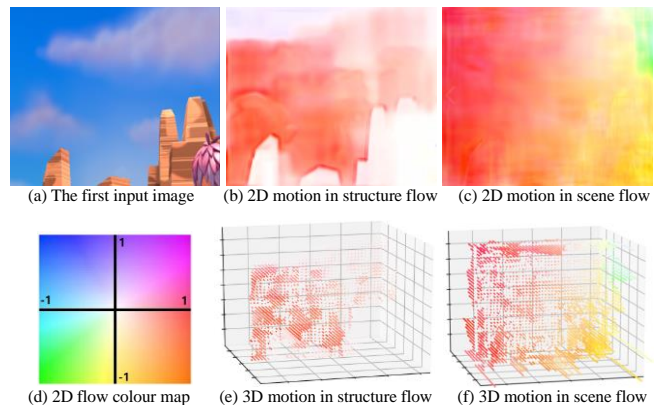 (a) The first input image
(b) 2D motion in structure flow
(c) 2D motion in scene flow
1
-1
1
-1
(d) 2D flow colour map
(e) 3D motion in structure flow
(f) 3D motion in scene flow